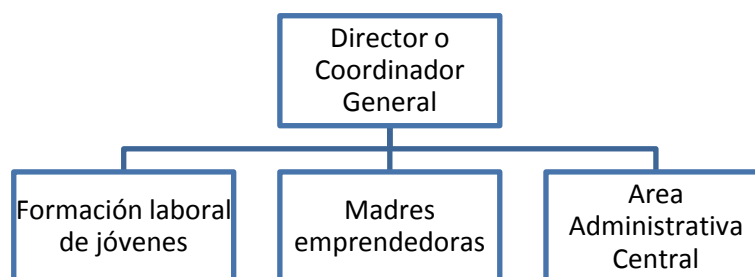 Director o
Coordinador
General
Formación laboral
de jóvenes
Madres
emprendedoras
Area
Administrativa
Central